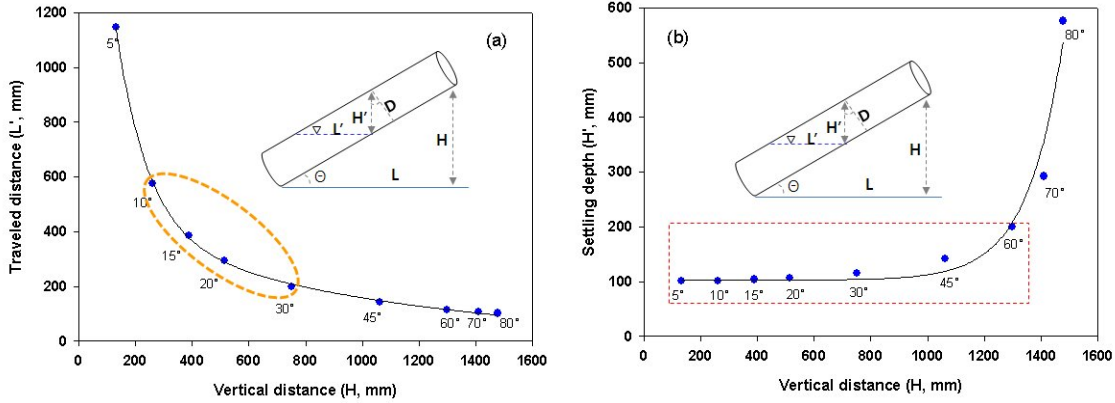 (a)
1200
1000
800
600
400
200
0
Traveled distance (L', mm)
5°
10°
15°
20°
30°
45°
60°
70°
80°
H'
D
L'
H
Θ
L
0
200
400
600
800
1000
1200
1400
1600
Vertical distance (H, mm)
(b)
600
500
400
300
200
100
0
Settling depth (H', mm)
5°
10°
15°
20°
30°
45°
60°
70°
80°
H'
D
L'
H
Θ
L
0
200
400
600
800
1000
1200
1400
1600
Vertical distance (H, mm)